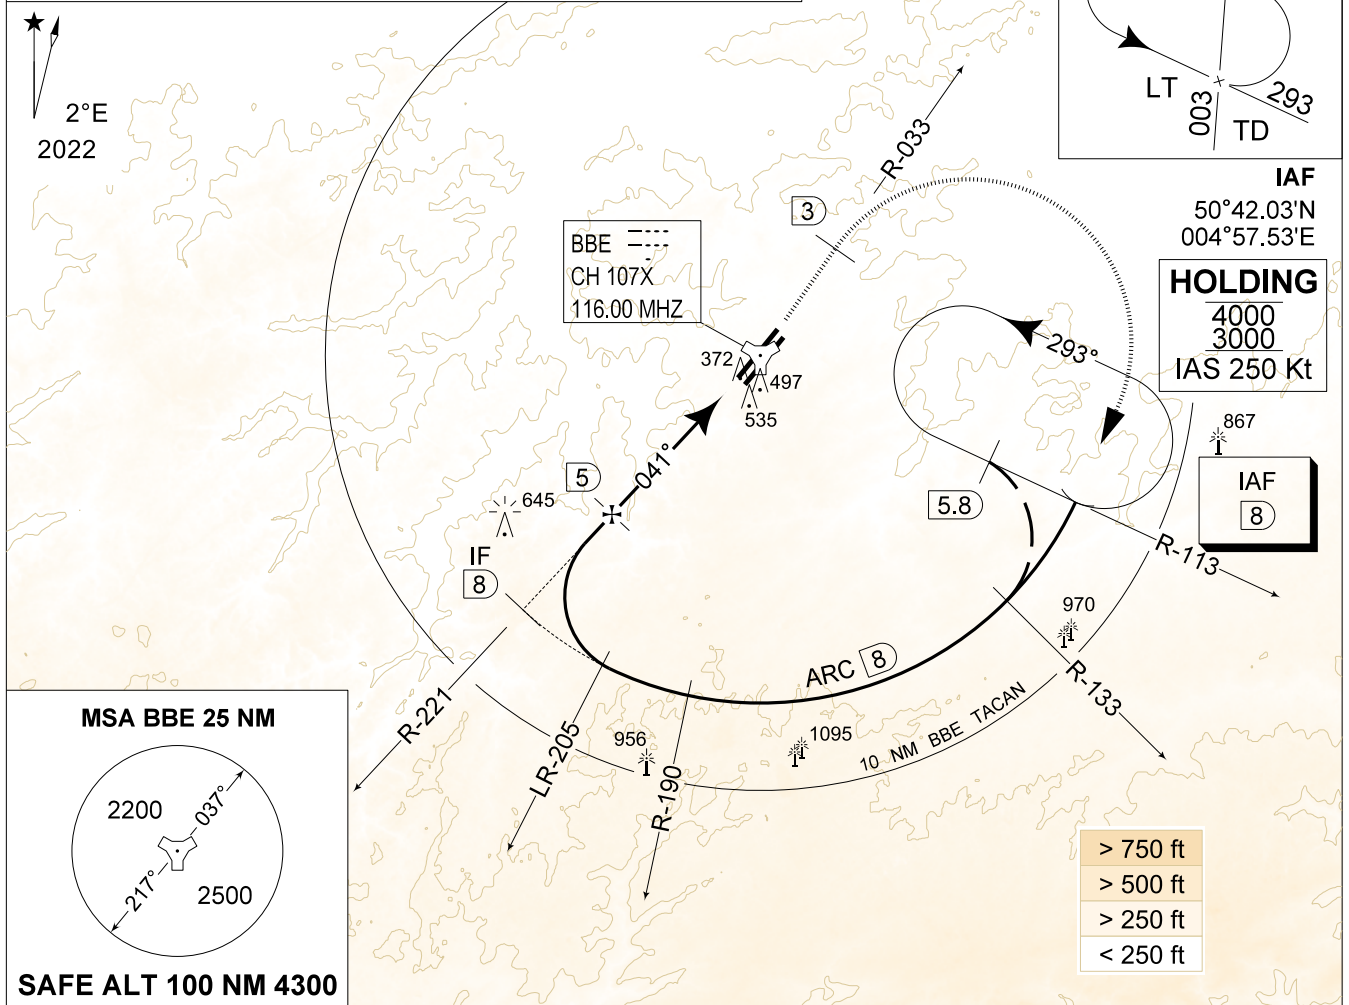 2°E
2022
LT
003
293
TD
R-033
IAF
50°42.03'N
004°57.53'E
3
BBE
CH 107X
116.00 MHZ
HOLDING
4000
3000
IAS 250 Kt
293°
372
497
535
867
041°
5
645
5.8
IAF
8
IF
8
R-113
970
ARC 8
R-133
R-221
LR-205
956
R-190
1095
10 NM BBE TACAN
MSA BBE 25 NM
2200
037°
217°
2500
SAFE ALT 100 NM 4300
> 750 ft
> 500 ft
> 250 ft
< 250 ft